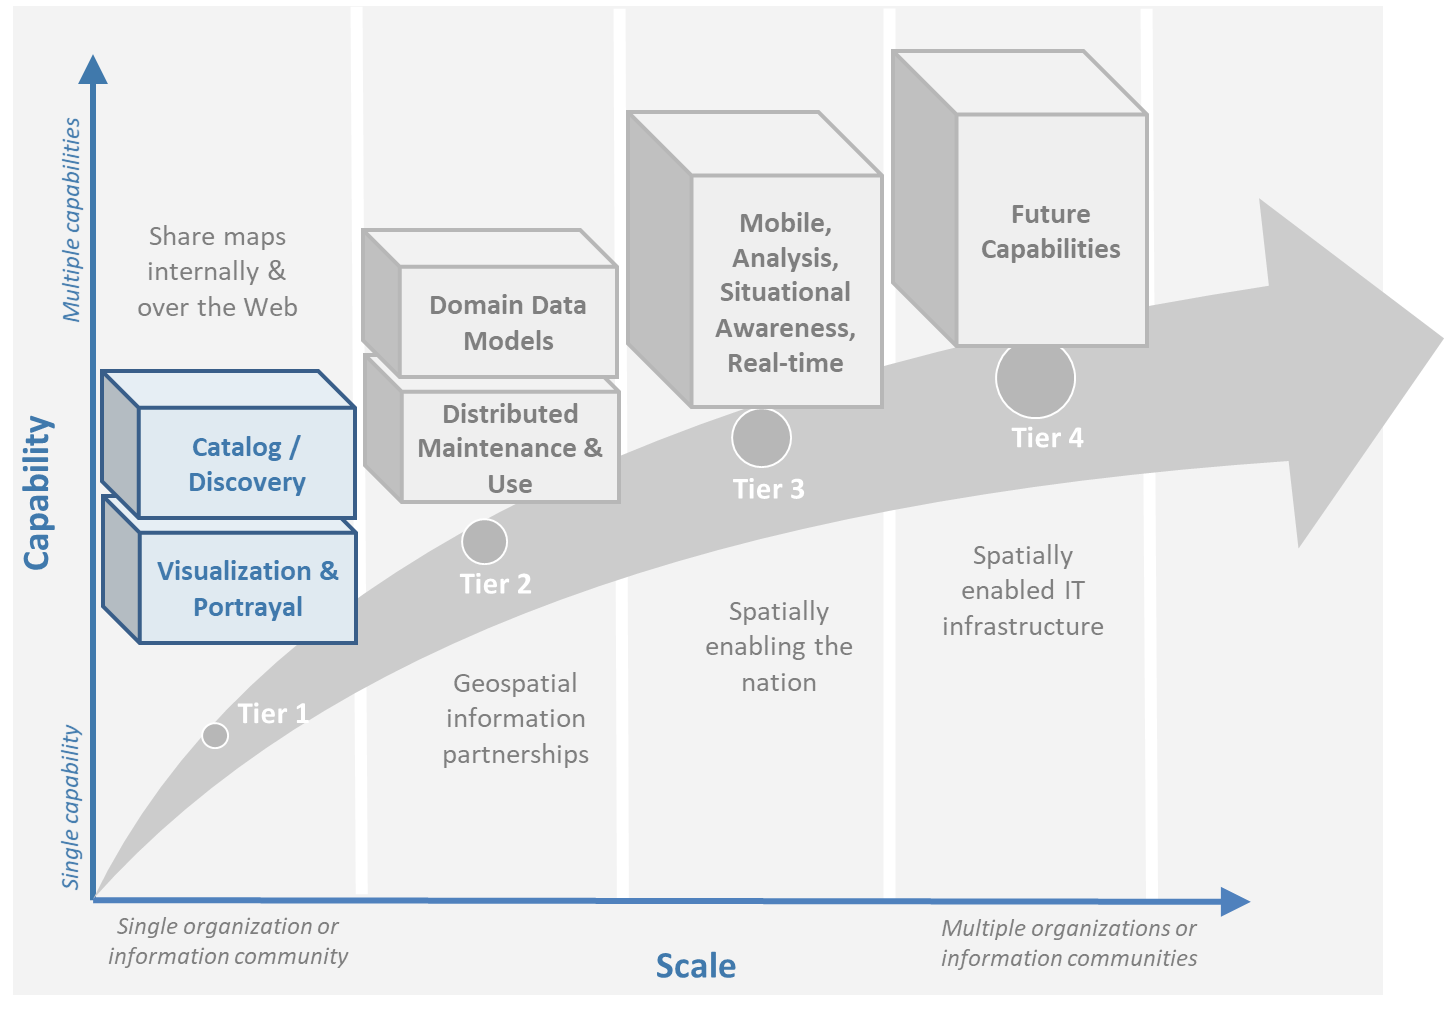 Multiple capabilities
Single capability
Capability
Share maps
internally &
over the Web
Catalog /
Discovery
Visualization &
Portrayal
Tier 1
Domain Data
Models
Distributed
Maintenance &
Use
Tier 2
Geospatial
information
partnerships
Mobile,
Analysis,
Situational
Awareness,
Real-time
Tier 3
Spatially
enabling the
nation
Future
Capabilities
Tier 4
Spatially
enabled IT
infrastructure
Single organization or
information community
Scale
Multiple organizations or
information communities